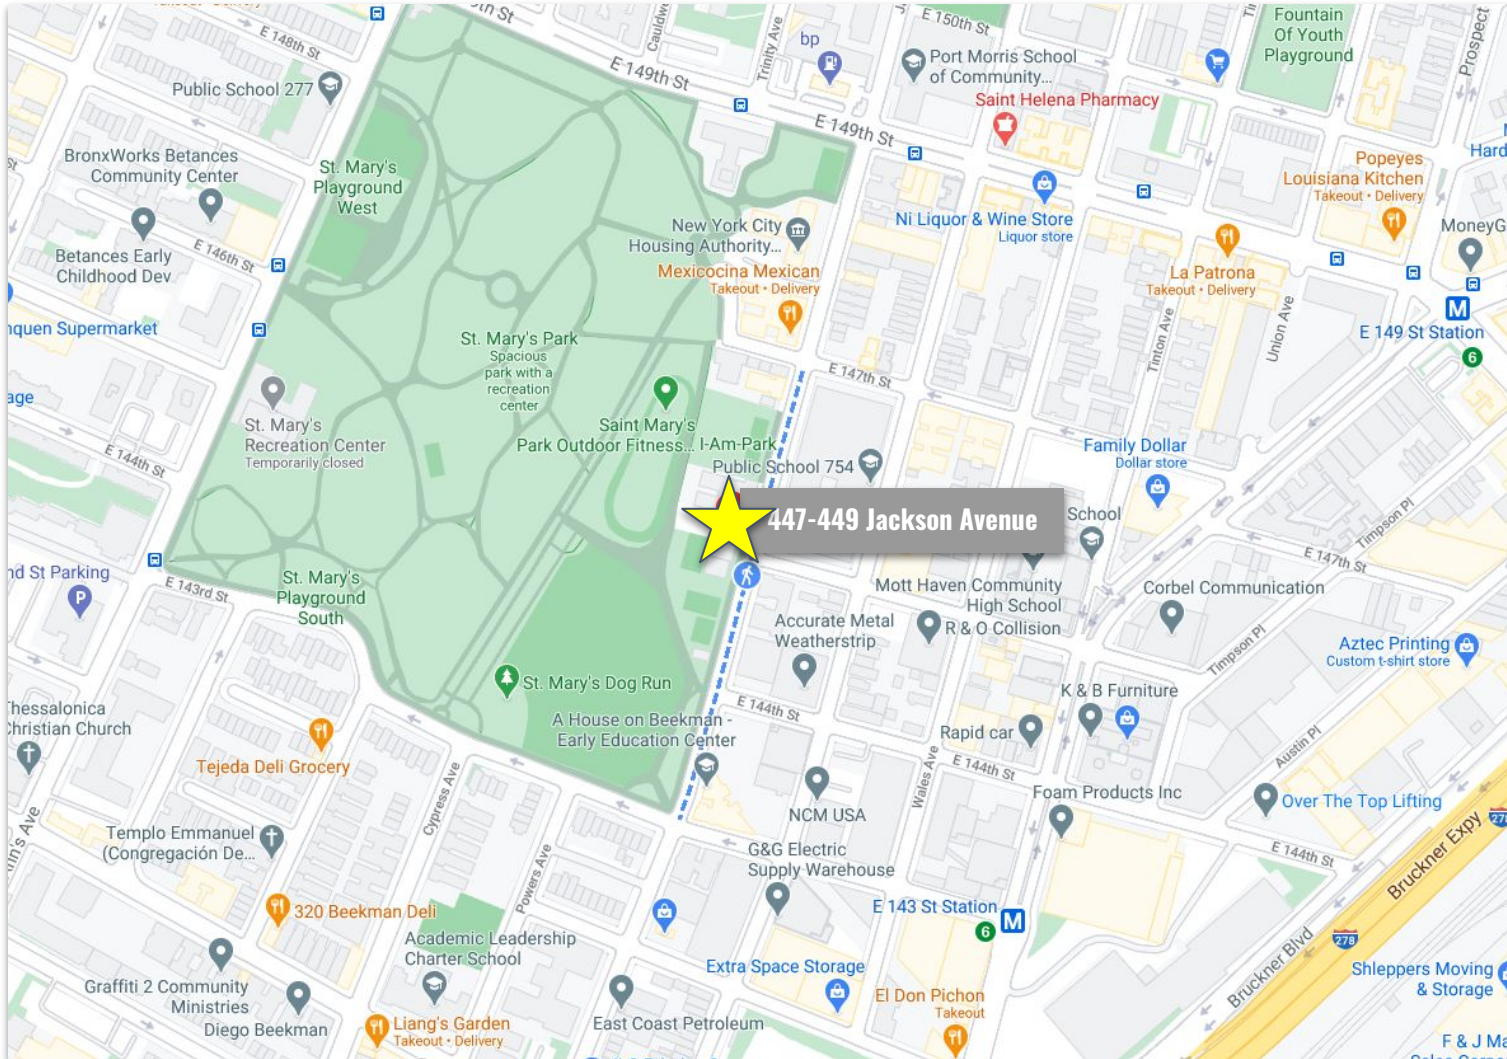 E 148th St
E 149th St
Cauldw
Trinity Ave
bp
E 150th St
Port Morris School
of Community...
Fountain
Of Youth
Playground
Prospect
Public School 277
Saint Helena Pharmacy
E 149th St
BronxWorks Betances
Community Center
St. Mary's
Playground
West
Popeyes
Louisiana Kitchen
Takeout • Delivery
Hard
New York City
Housing Authority...
Ni Liquor & Wine Store
Liquor store
MoneyG
E 146th St
Betances Early
Childhood Dev
Mexicocina Mexican
Takeout • Delivery
La Patrona
Takeout • Delivery
M
E 149 St Station
6
nquen Supermarket
St. Mary's Park
Spacious
park with a
recreation
center
Tinton Ave
Union Ave
E 147th St
age
St. Mary's
Recreation Center
Temporarily closed
Saint Mary's
Park Outdoor Fitness...
I-Am-Park
Public School 754
Family Dollar
Dollar store
E 144th St
447-449 Jackson Avenue
School
Timpson Pl
E 147th St
nd St Parking
P
E 143rd St
St. Mary's
Playground
South
Mott Haven Community
High School
Corbel Communication
Accurate Metal
Weatherstrip
R & O Collision
Timpson Pl
Aztec Printing
Custom t-shirt store
St. Mary's Dog Run
K & B Furniture
Thessalonica
Christian Church
A House on Beekman -
Early Education Center
E 144th St
Rapid car
Austin Pl
Tejeda Deli Grocery
Cypress Ave
Wales Ave
E 144th St
Foam Products Inc
Over The Top Lifting
NCM USA
nn's Ave
Templo Emmanuel
(Congregación De...
Powers Ave
G&G Electric
Supply Warehouse
E 144th St
Bruckner Expy
278
320 Beekman Deli
E 143 St Station
M
6
Academic Leadership
Charter School
Extra Space Storage
278
Bruckner Blvd
Shleppers Moving
& Storage
Graffiti 2 Community
Ministries
El Don Pichon
Takeout
Diego Beekman
Liang's Garden
Takeout • Delivery
East Coast Petroleum
F & J Ma